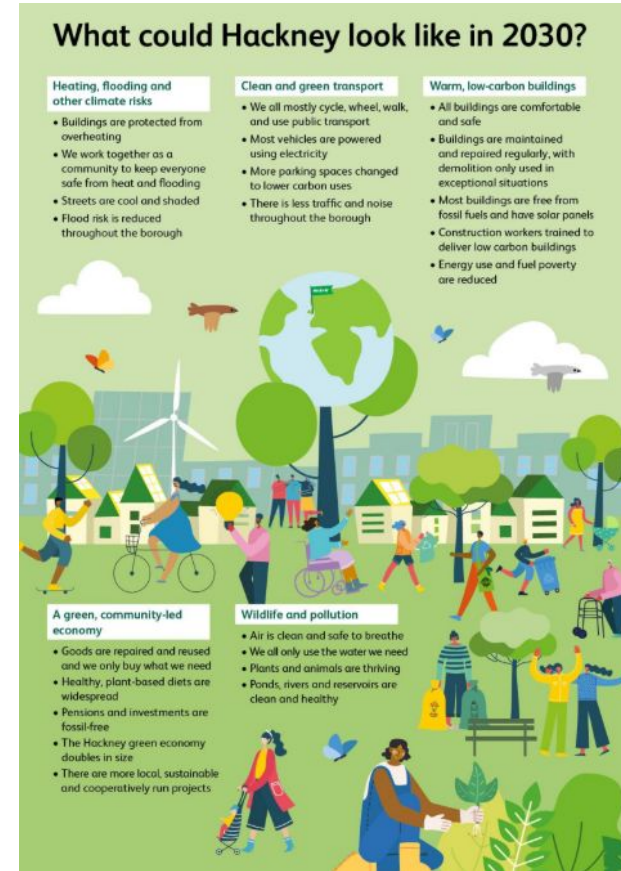 What could Hackney look like in 2030?
Heating, flooding and
other climate risks
• Buildings are protected from
overheating
• We work together as a
community to keep everyone
safe from heat and flooding
• Streets are cool and shaded
• Flood risk is reduced
throughout the borough
Clean and green transport
• We all mostly cycle, wheel, walk,
and use public transport
• Most vehicles are powered
using electricity
• More parking spaces changed
to lower carbon uses
• There is less traffic and noise
throughout the borough
Warm, low-carbon buildings
• All buildings are comfortable
and safe
• Buildings are maintained
and repaired regularly, with
demolition only used in
exceptional situations
• Most buildings are free from
fossil fuels and have solar panels
• Construction workers trained to
deliver low carbon buildings
• Energy use and fuel poverty
are reduced
A green, community-led
economy
• Goods are repaired and reused
and we only buy what we need
• Healthy, plant-based diets are
widespread
• Pensions and investments are
fossil-free
• The Hackney green economy
doubles in size
• There are more local, sustainable
and cooperatively run projects
Wildlife and pollution
• Air is clean and safe to breathe
• We all only use the water we need
• Plants and animals are thriving
• Ponds, rivers and reservoirs are
clean and healthy